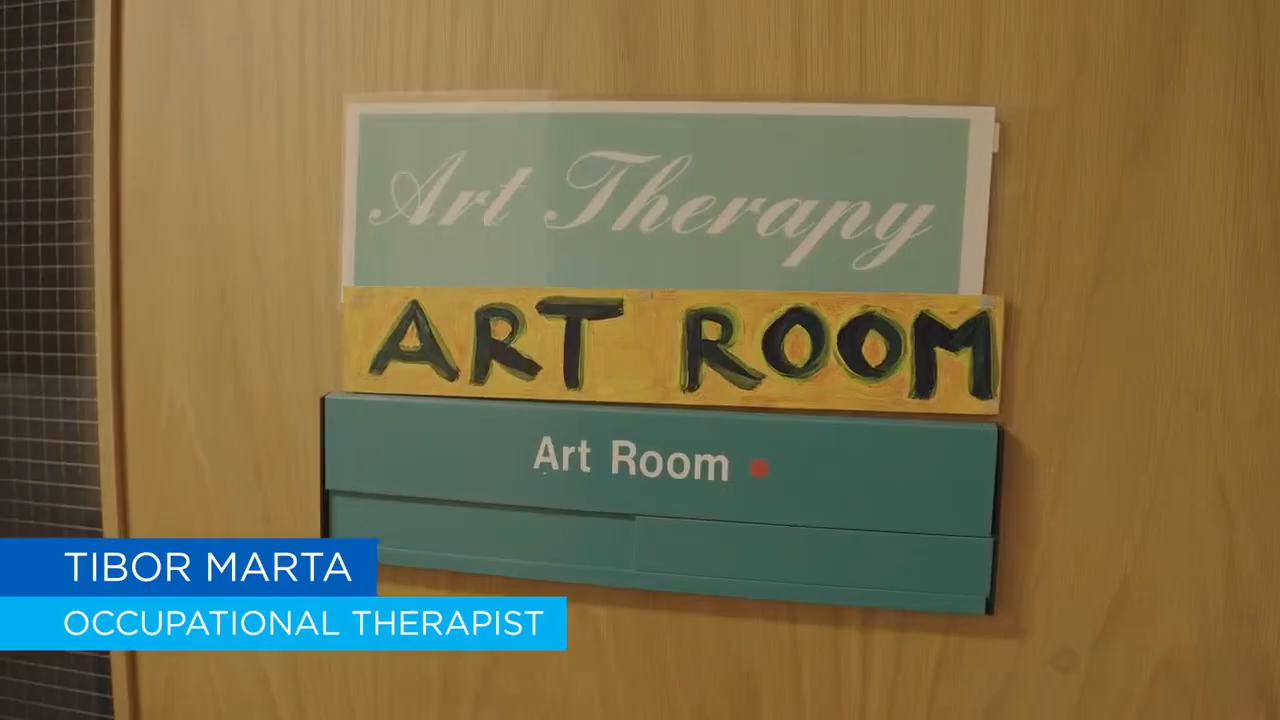 Art Therapy
ART ROOM
Art Room
TIBOR MARTA
OCCUPATIONAL THERAPIST